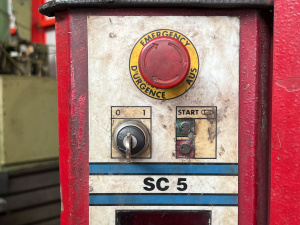 EMERGENCY
D'URGENCE AUS
0 1
START
SC 5